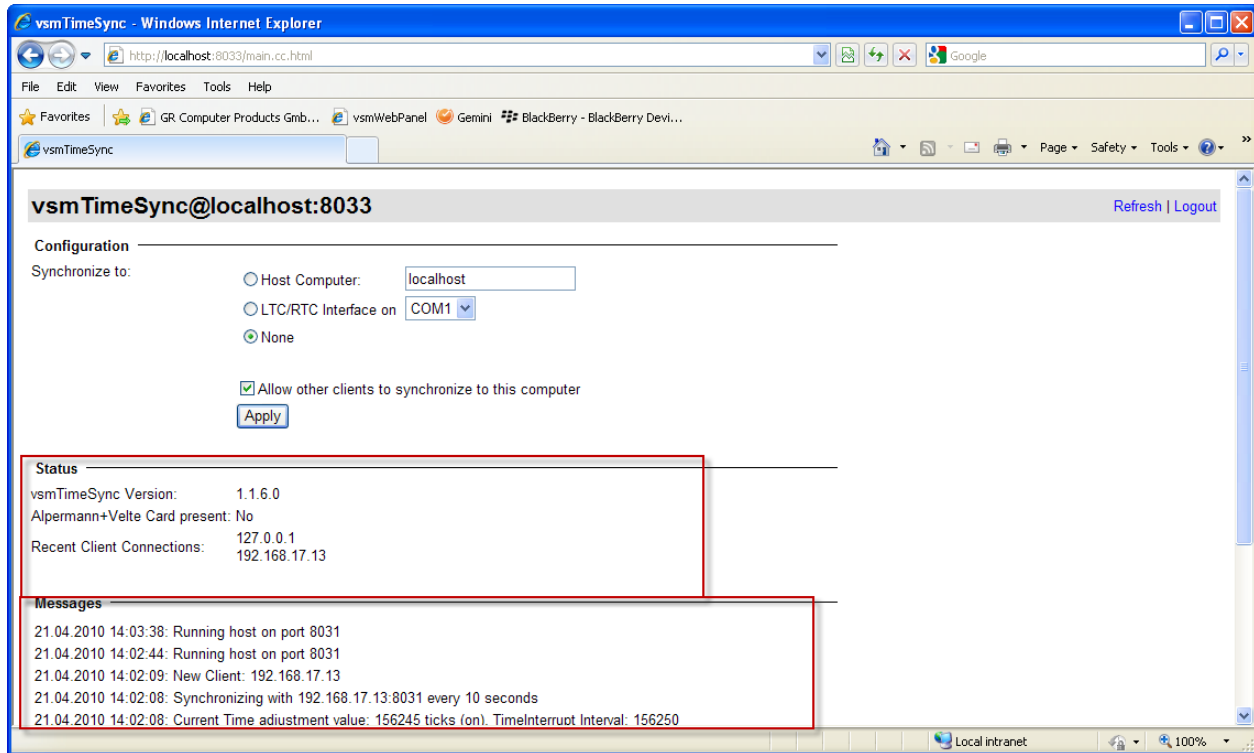 vsmTimeSync - Windows Internet Explorer
http://localhost:8033/main.cc.html
Google
File Edit View Favorites Tools Help
Favorites GR Computer Products Gmb... vsmWebPanel Gemini BlackBerry - BlackBerry Devi...
vsmTimeSync Page Safety Tools »
vsmTimeSync@localhost:8033 Refresh | Logout
Configuration
Synchronize to: Host Computer: localhost
LTC/RTC Interface on COM1
None
Allow other clients to synchronize to this computer
Apply
Status
vsmTimeSync Version: 1.1.6.0
Alpermann+Velte Card present: No
Recent Client Connections: 127.0.0.1
192.168.17.13
Messages
21.04.2010 14:03:38: Running host on port 8031
21.04.2010 14:02:44: Running host on port 8031
21.04.2010 14:02:09: New Client: 192.168.17.13
21.04.2010 14:02:08: Synchronizing with 192.168.17.13:8031 every 10 seconds
21.04.2010 14:02:08: Current Time adjustment value: 156245 ticks (on), TimeInterrupt Interval: 156250
Local intranet 100%